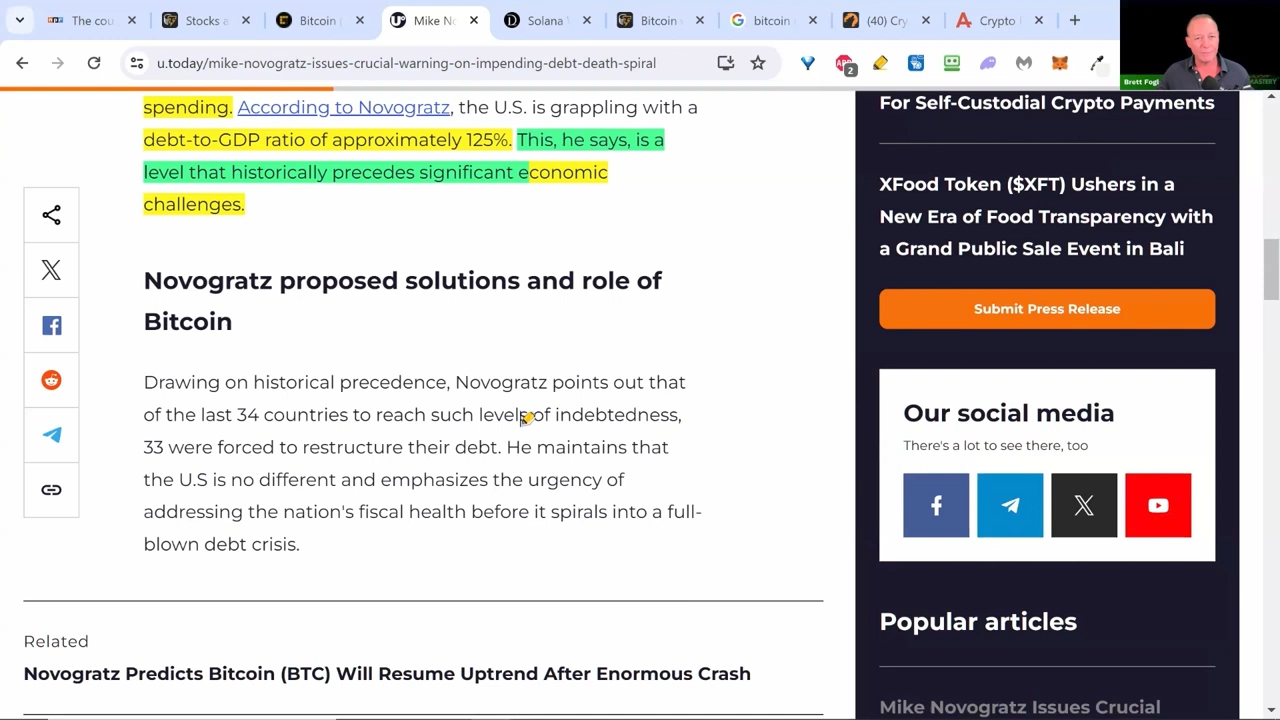 The cou
Stocks a
Bitcoin (
Mike No
Solana
Bitcoin
bitcoin
(40) Cry
Crypto
u.today/mike-novogratz-issues-crucial-warning-on-impending-debt-death-spiral
2
Brett Fogl
MASTERY
spending. According to Novogratz, the U.S. is grappling with a
debt-to-GDP ratio of approximately 125%. This, he says, is a
level that historically precedes significant economic
challenges.
Novogratz proposed solutions and role of
Bitcoin
Drawing on historical precedence, Novogratz points out that
of the last 34 countries to reach such levels of indebtedness,
33 were forced to restructure their debt. He maintains that
the U.S is no different and emphasizes the urgency of
addressing the nation's fiscal health before it spirals into a full-
blown debt crisis.
Related
Novogratz Predicts Bitcoin (BTC) Will Resume Uptrend After Enormous Crash
For Self-Custodial Crypto Payments
XFood Token ($XFT) Ushers in a
New Era of Food Transparency with
a Grand Public Sale Event in Bali
Submit Press Release
Our social media
There's a lot to see there, too
Popular articles
Mike Novogratz Issues Crucial